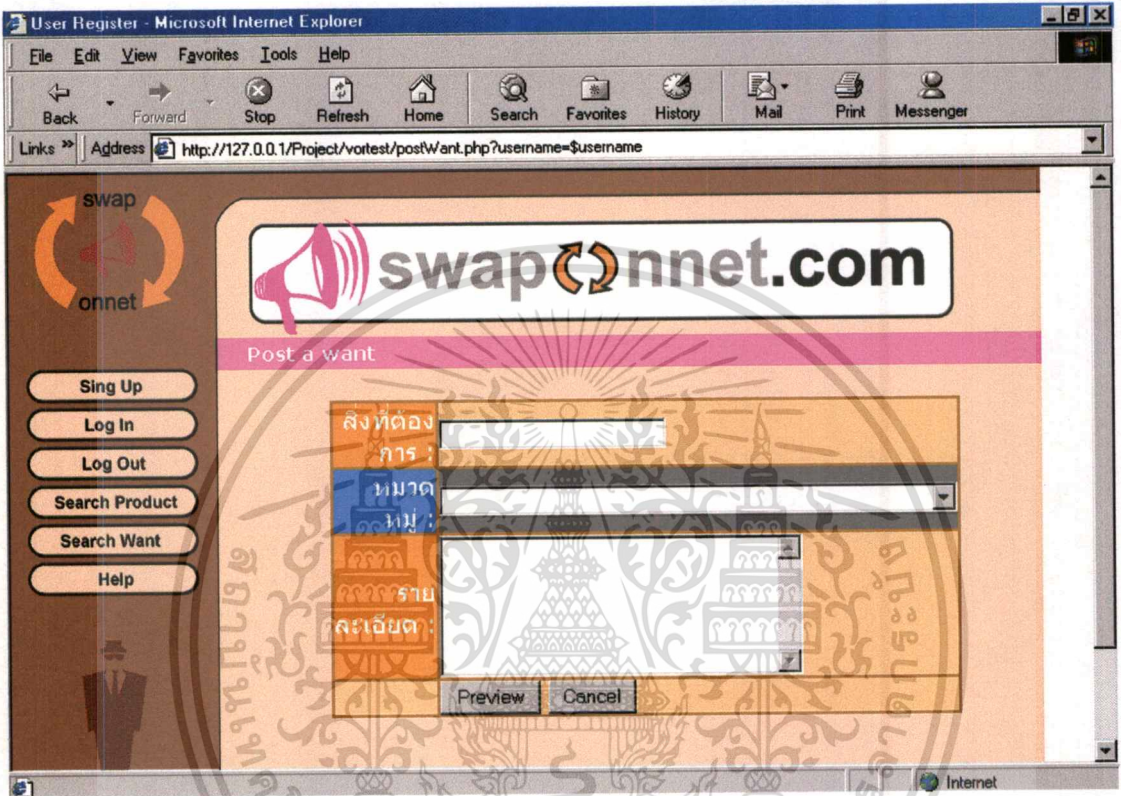 User Register - Microsoft Internet Explorer
File Edit View Favorites Tools Help
Back Forward Stop Refresh Home Search Favorites History Mail Print Messenger
Links » Address http://127.0.0.1/Project/vortest/postWant.php?username=$username
swap
onnet
swap nnet.com
Post a want
Sing Up
Log In
Log Out
Search Product
Search Want
Help
สิ่งที่ต้อง
การ :
หมวด
หมู่ :
ราย
ละเอียด :
Preview Cancel
Internet